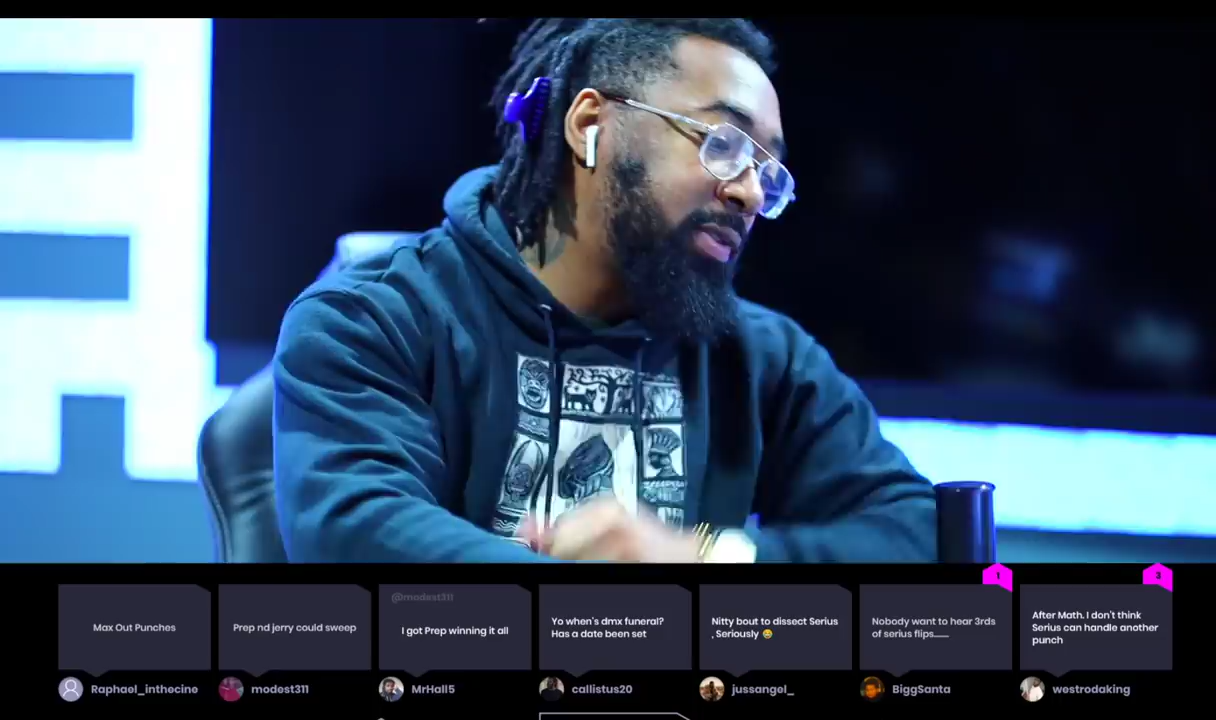 1
3
Max Out Punches
Prep nd jerry could sweep
@modest311
I got Prep winning it all
Yo when's dmx funeral?
Has a date been set
Nitty bout to dissect Serius
, Seriously 😭
Nobody want to hear 3rds
of serius flips.......
After Math. I don't think
Serius can handle another
punch
Raphael_inthecine
modest311
MrHall5
callistus20
jussangel_
BiggSanta
westrodaking